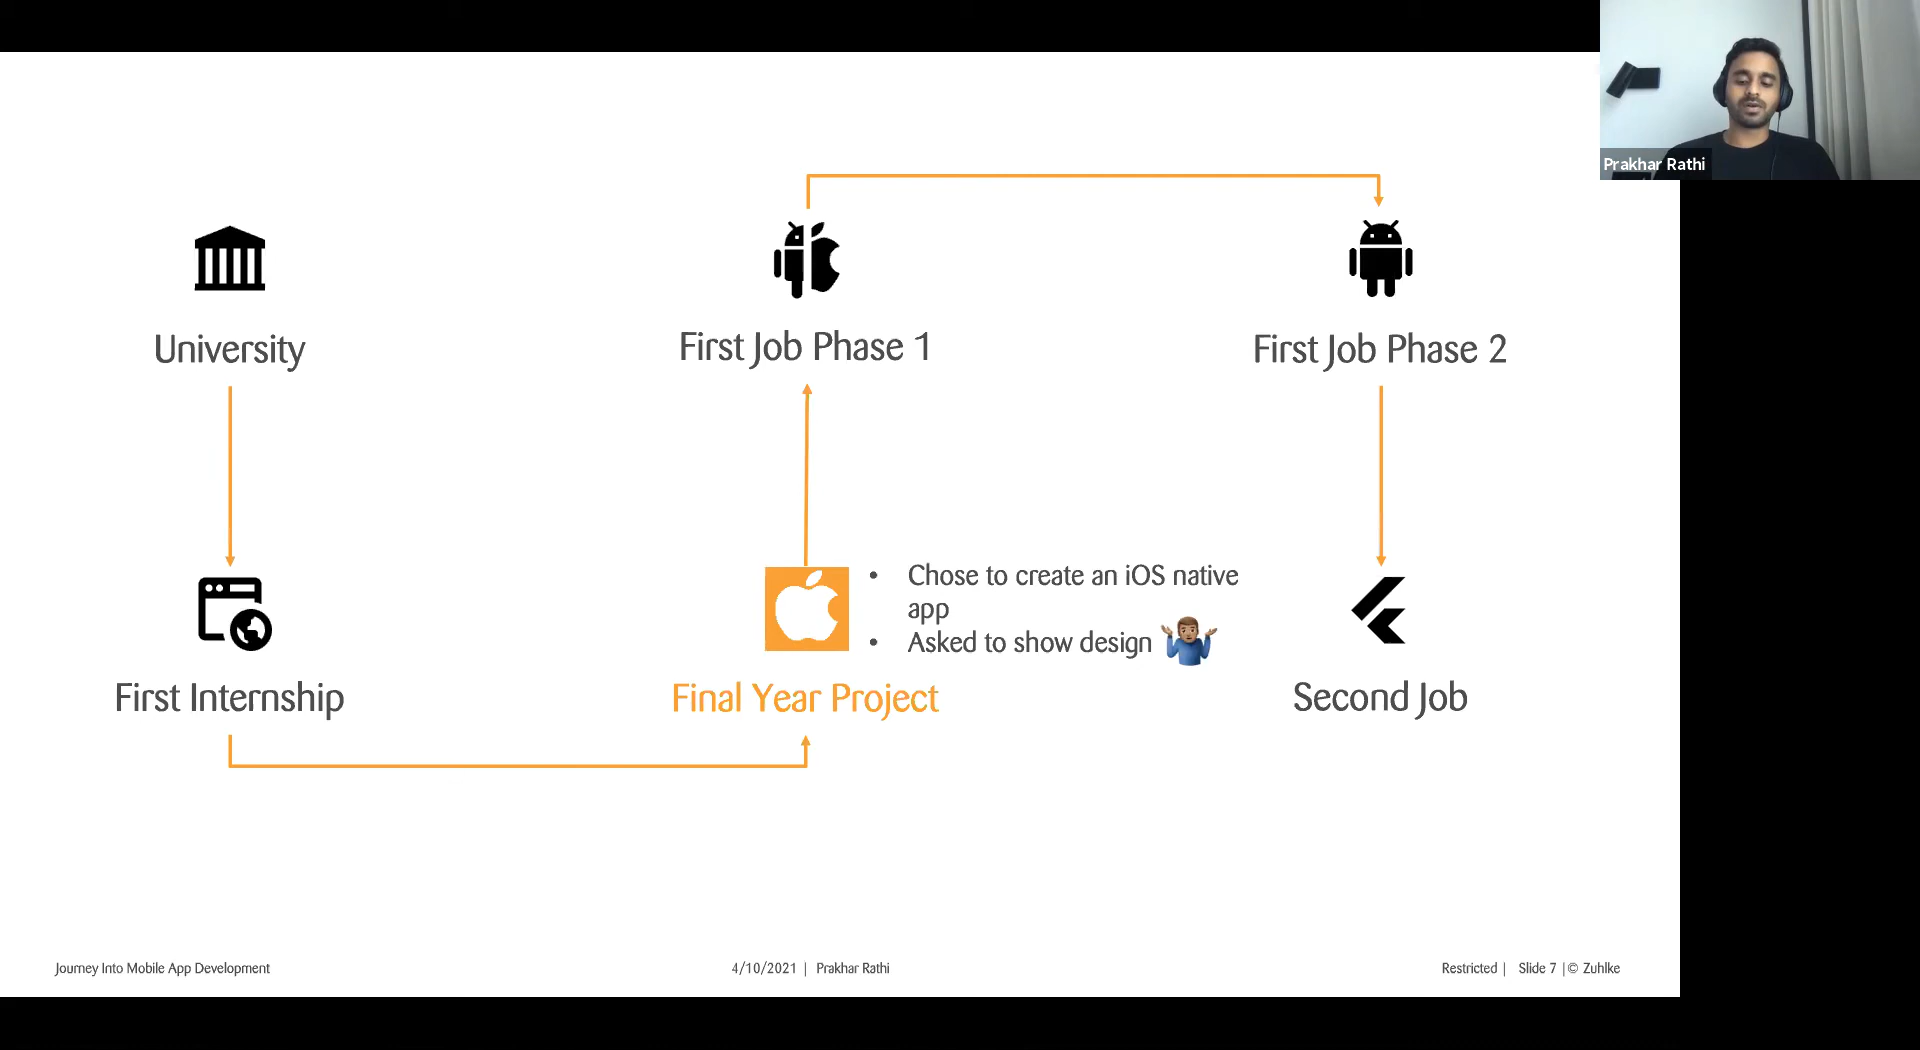 Prakhar Rathi
University
First Job Phase 1
First Job Phase 2
• Chose to create an iOS native
app
• Asked to show design
First Internship
Final Year Project
Second Job
Journey Into Mobile App Development
4/10/2021 | Prakhar Rathi
Restricted | Slide 7 | © Zuhlke